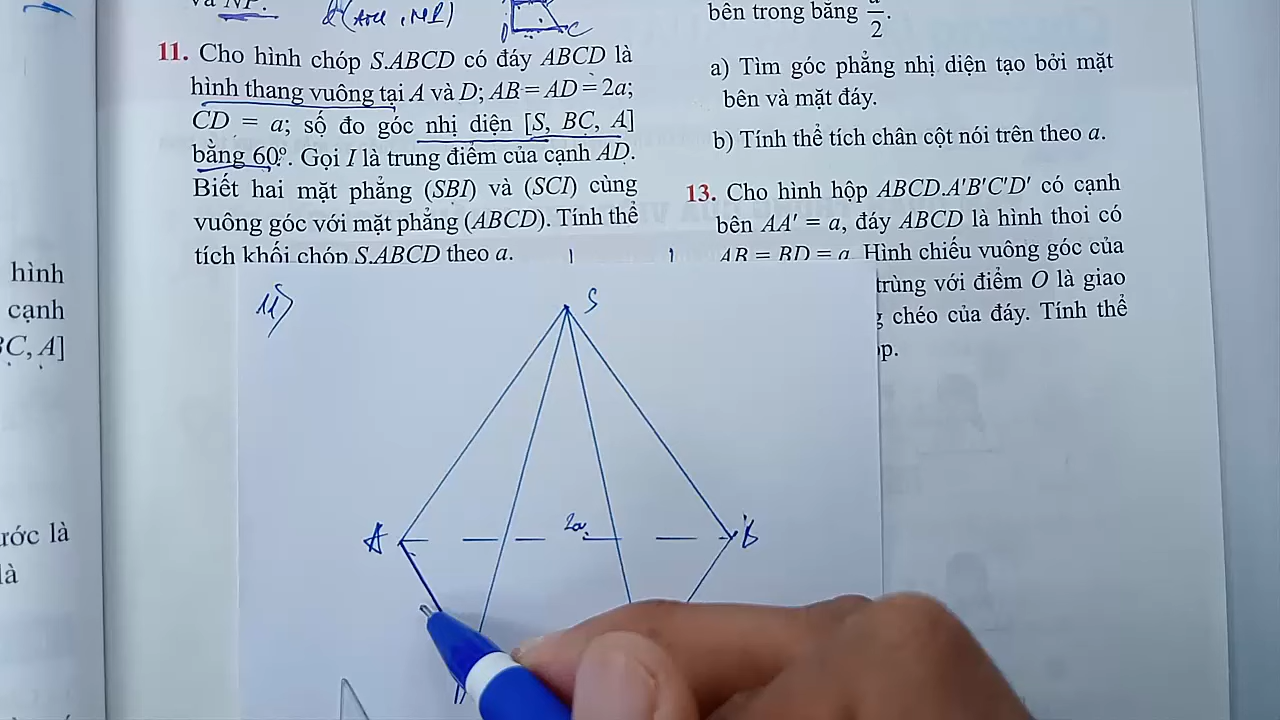 và NP.
hình
cạnh
BC, A]
ước là
là
11. Cho hình chóp S.ABCD có đáy ABCD là
hình thang vuông tại A và D; AB = AD = 2a;
CD = a; số đo góc nhị diện [S, BC, A]
bằng 60°. Gọi I là trung điểm của cạnh AD.
Biết hai mặt phẳng (SBI) và (SCI) cùng
vuông góc với mặt phẳng (ABCD). Tính thể
tích khối chóp S.ABCD theo a.
bên trong bằng a/2.
a) Tìm góc phẳng nhị diện tạo bởi mặt
bên và mặt đáy.
b) Tính thể tích chân cột nói trên theo a.
13. Cho hình hộp ABCD.A'B'C'D' có cạnh
bên AA' = a, đáy ABCD là hình thoi có
AB = BD = a. Hình chiếu vuông góc của
trùng với điểm O là giao
chéo của đáy. Tính thể
11)
S
A
2a
B